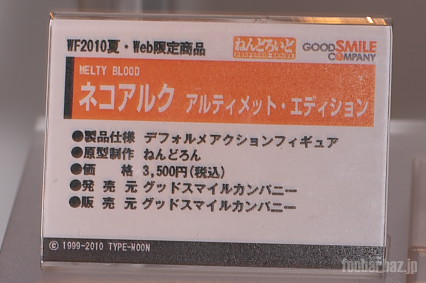 WF2010夏・Web限定商品
ねんどろいど
GOOD SMILE COMPANY
MELTY BLOOD
ネコアルク アルティメット・エディション
●製品仕様 デフォルメアクションフィギュア
●原型制作 ねんどろん
●価 格 3,500円(税込)
●発 売 元 グッドスマイルカンパニー
●販 売 元 グッドスマイルカンパニー
© 1999-2010 TYPE-MOON
foobarbaz.jp